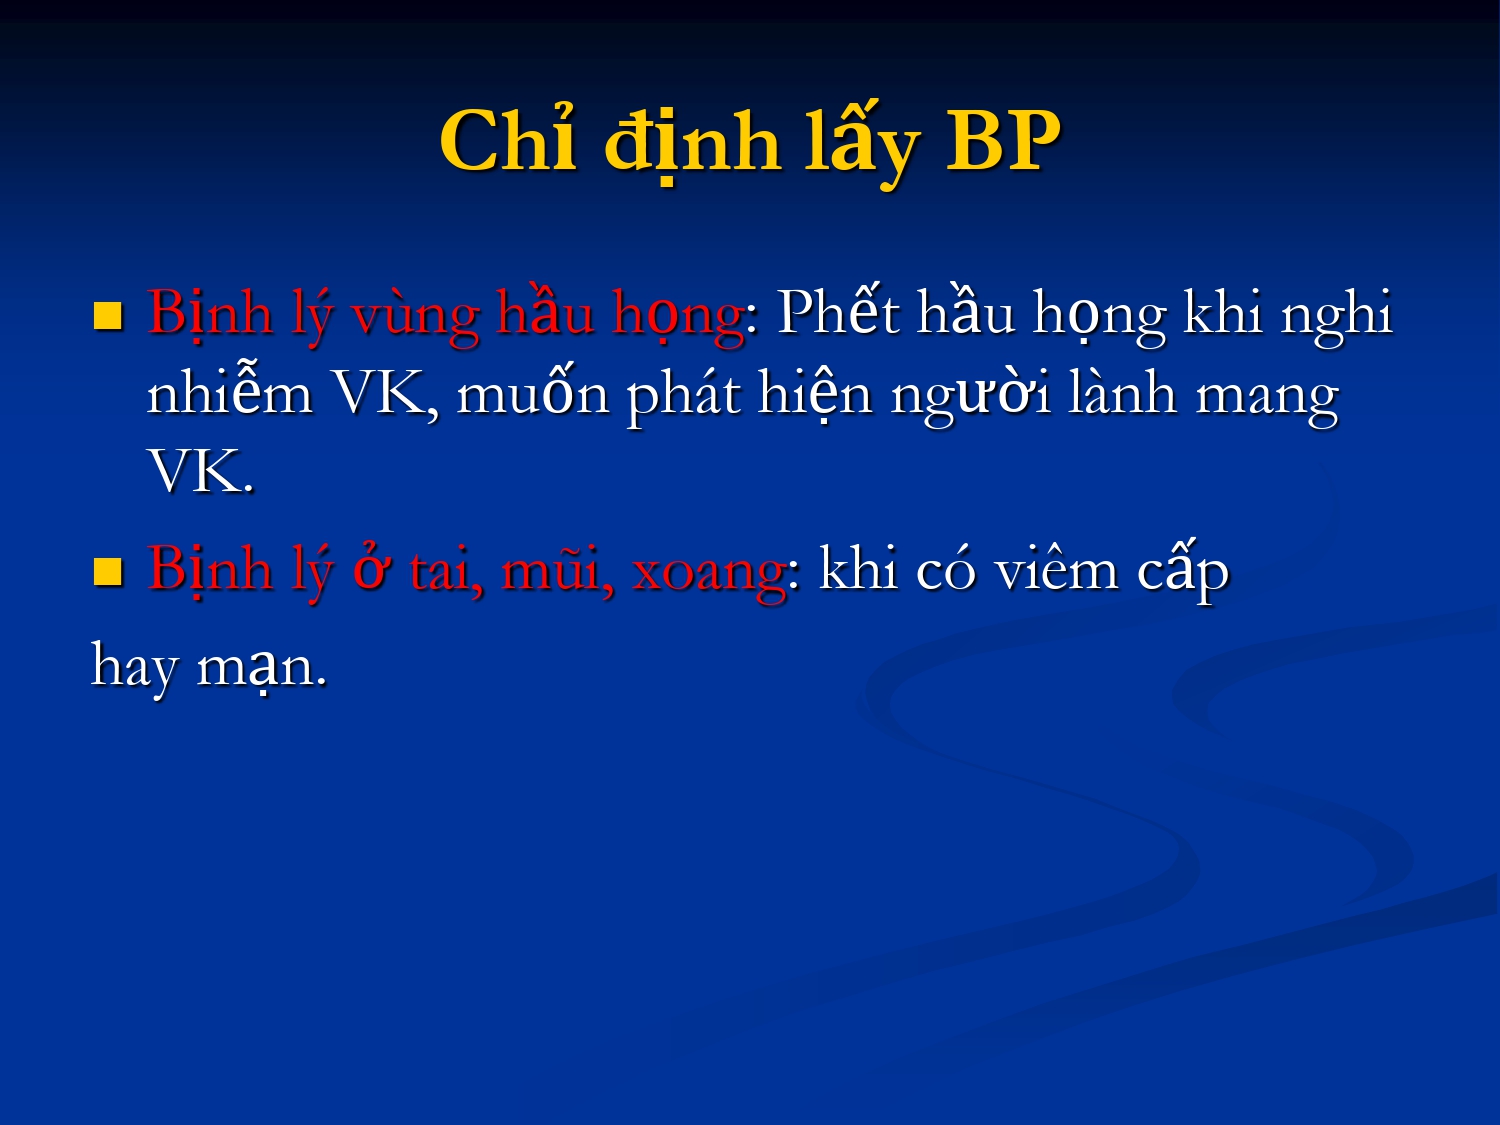 Chỉ định lấy BP
Bịnh lý vùng hầu họng: Phết hầu họng khi nghi
nhiễm VK, muốn phát hiện người lành mang
VK.
Bịnh lý ở tai, mũi, xoang: khi có viêm cấp
hay mạn.